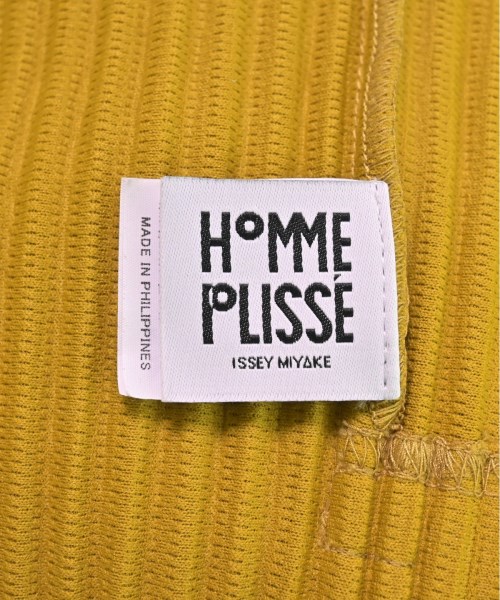 HOMME
PLISSÉ
ISSEY MIYAKE
MADE IN PHILIPPINES